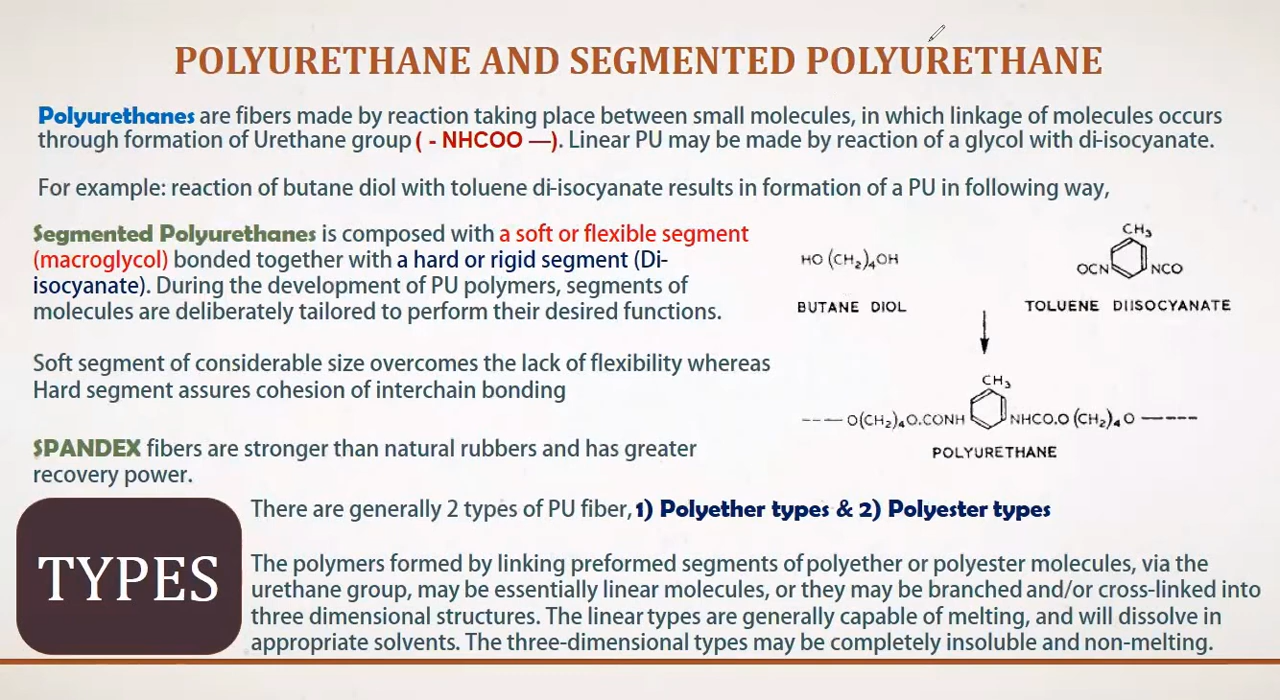 POLYURETHANE AND SEGMENTED POLYURETHANE
Polyurethanes are fibers made by reaction taking place between small molecules, in which linkage of molecules occurs
through formation of Urethane group ( - NHCOO —). Linear PU may be made by reaction of a glycol with di-isocyanate.
For example: reaction of butane diol with toluene di-isocyanate results in formation of a PU in following way,
Segmented Polyurethanes is composed with a soft or flexible segment
(macroglycol) bonded together with a hard or rigid segment (Di-
isocyanate). During the development of PU polymers, segments of
molecules are deliberately tailored to perform their desired functions.
Soft segment of considerable size overcomes the lack of flexibility whereas
Hard segment assures cohesion of interchain bonding
SPANDEX fibers are stronger than natural rubbers and has greater
recovery power.
CH₃
HO (CH₂)₄OH
OCN NCO
BUTANE DIOL
TOLUENE DIISOCYANATE
CH₃
--- O(CH₂)₄O.CONH NHCO.O (CH₂)₄O ----
POLYURETHANE
TYPES
There are generally 2 types of PU fiber, 1) Polyether types & 2) Polyester types
The polymers formed by linking preformed segments of polyether or polyester molecules, via the
urethane group, may be essentially linear molecules, or they may be branched and/or cross-linked into
three dimensional structures. The linear types are generally capable of melting, and will dissolve in
appropriate solvents. The three-dimensional types may be completely insoluble and non-melting.